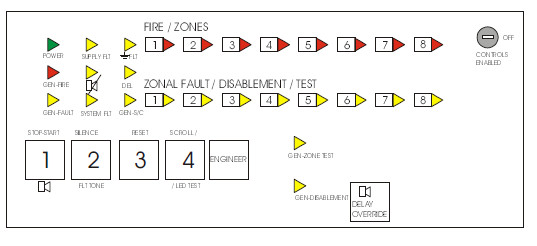 FIRE / ZONES
1 2 3 4 5 6 7 8
OFF
POWER SUPPLY FLT FLT
CONTROLS
ENABLED
GEN-FIRE DEL
ZONAL FAULT / DISABLEMENT / TEST
1 2 3 4 5 6 7 8
GEN-FAULT SYSTEM FLT GEN-S/C
STOP-START SILENCE RESET SCROLL /
1 2 3 4 ENGINEER
FLT TONE / LED TEST
GEN-ZONE TEST
GEN-DISABLEMENT
DELAY
OVERRIDE